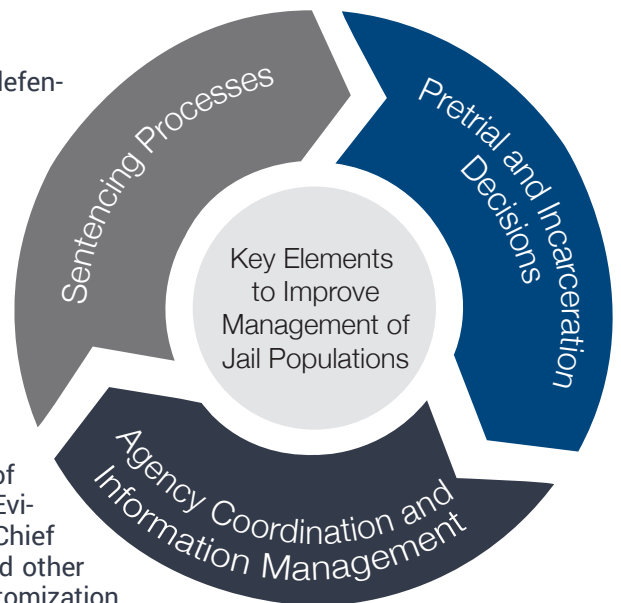 defen-
Sentencing Processes
Pretrial and Incarceration
Decisions
Key Elements
to Improve
Management of
Jail Populations
Agency Coordination and
Information Management
of
Evi-
Chief
d other
tomization